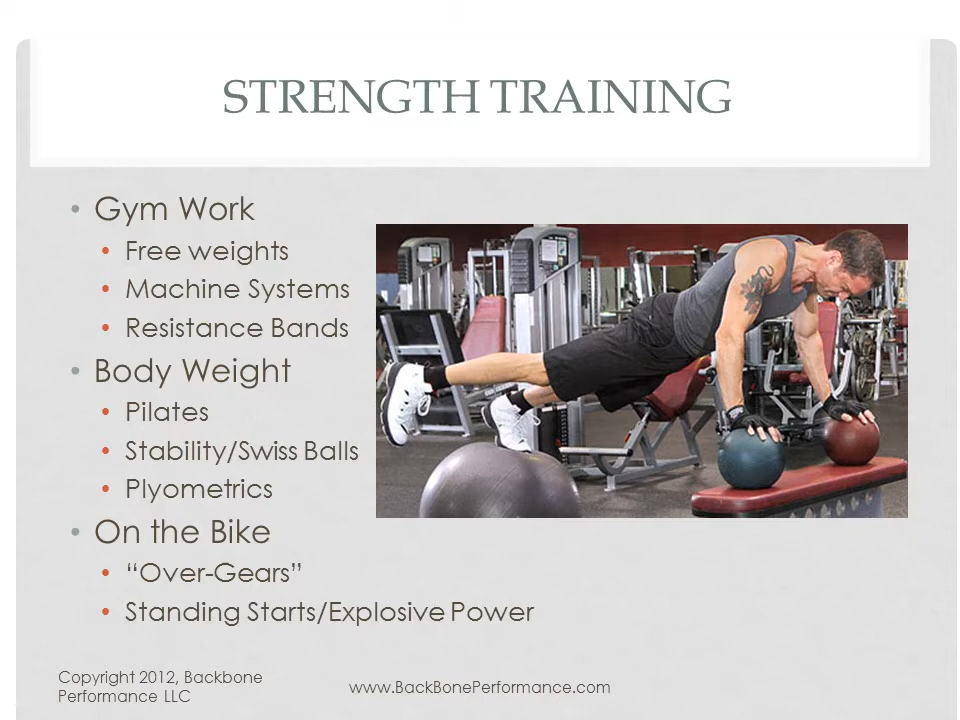 STRENGTH TRAINING
• Gym Work
• Free weights
• Machine Systems
• Resistance Bands
• Body Weight
• Pilates
• Stability/Swiss Balls
• Plyometrics
• On the Bike
• “Over-Gears”
• Standing Starts/Explosive Power
Copyright 2012, Backbone
Performance LLC
www.BackBonePerformance.com